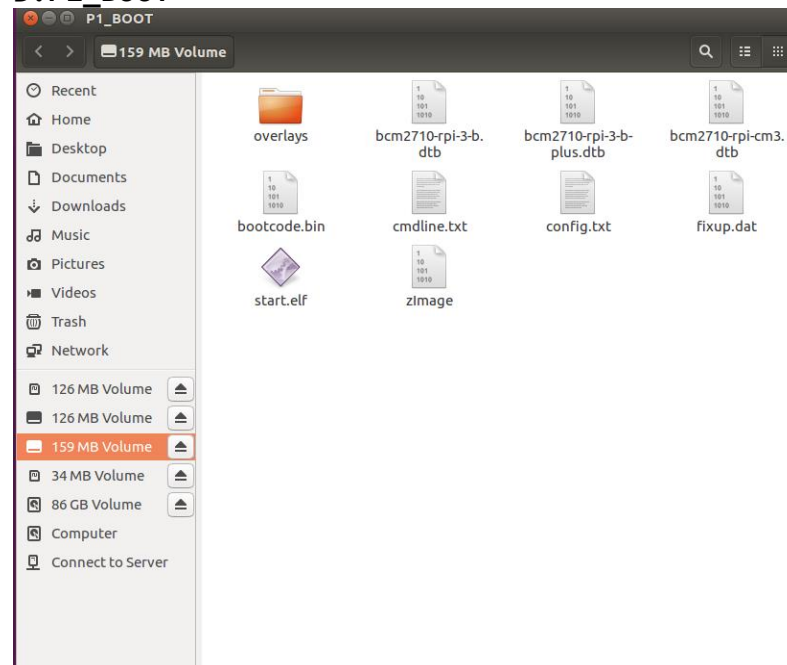 P1_BOOT
159 MB Volume
Recent
Home
Desktop
Documents
Downloads
Music
Pictures
Videos
Trash
Network
126 MB Volume
126 MB Volume
159 MB Volume
34 MB Volume
86 GB Volume
Computer
Connect to Server
overlays
bcm2710-rpi-3-b.
dtb
bcm2710-rpi-3-b-
plus.dtb
bcm2710-rpi-cm3.
dtb
bootcode.bin
cmdline.txt
config.txt
fixup.dat
start.elf
zImage